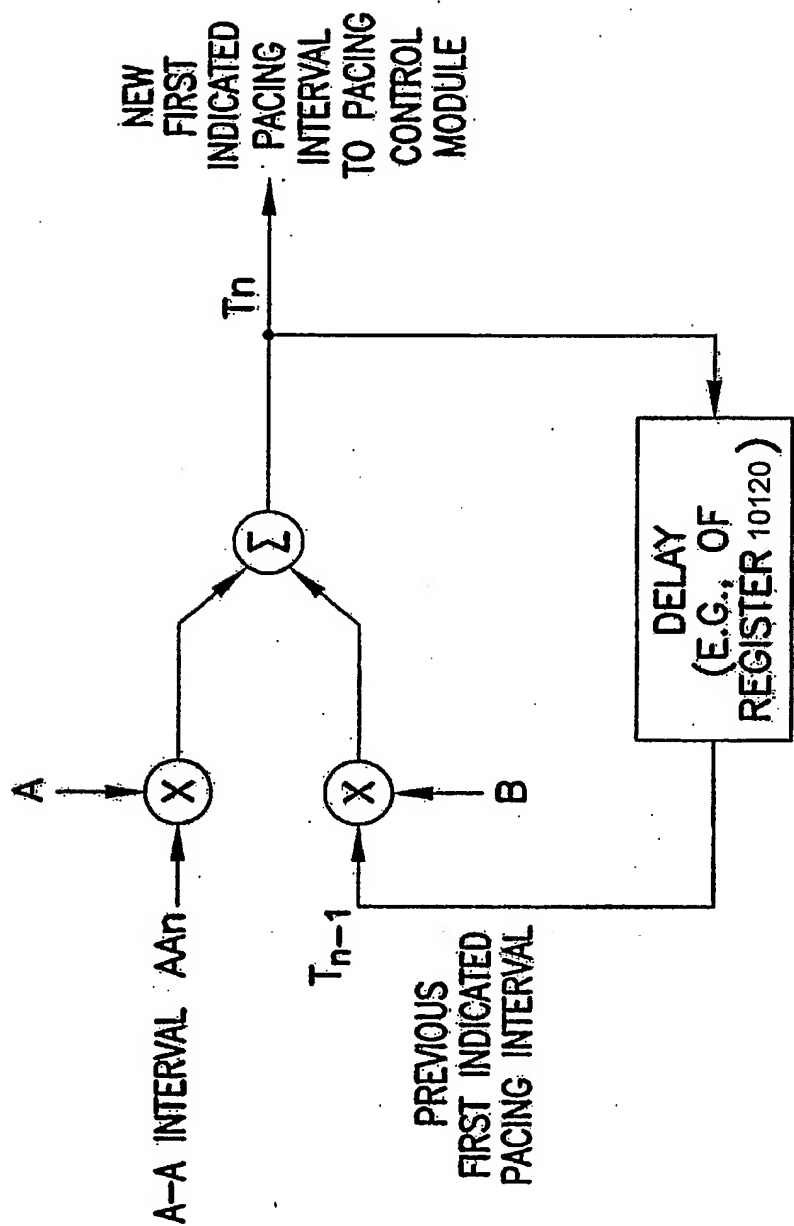 A-A INTERVAL AAn
A
X
Tn-1
PREVIOUS
FIRST INDICATED
PACING INTERVAL
X
B
Σ
Tn
NEW
FIRST
INDICATED
PACING
INTERVAL
TO PACING
CONTROL
MODULE
DELAY
(E.G., OF
REGISTER 10120)